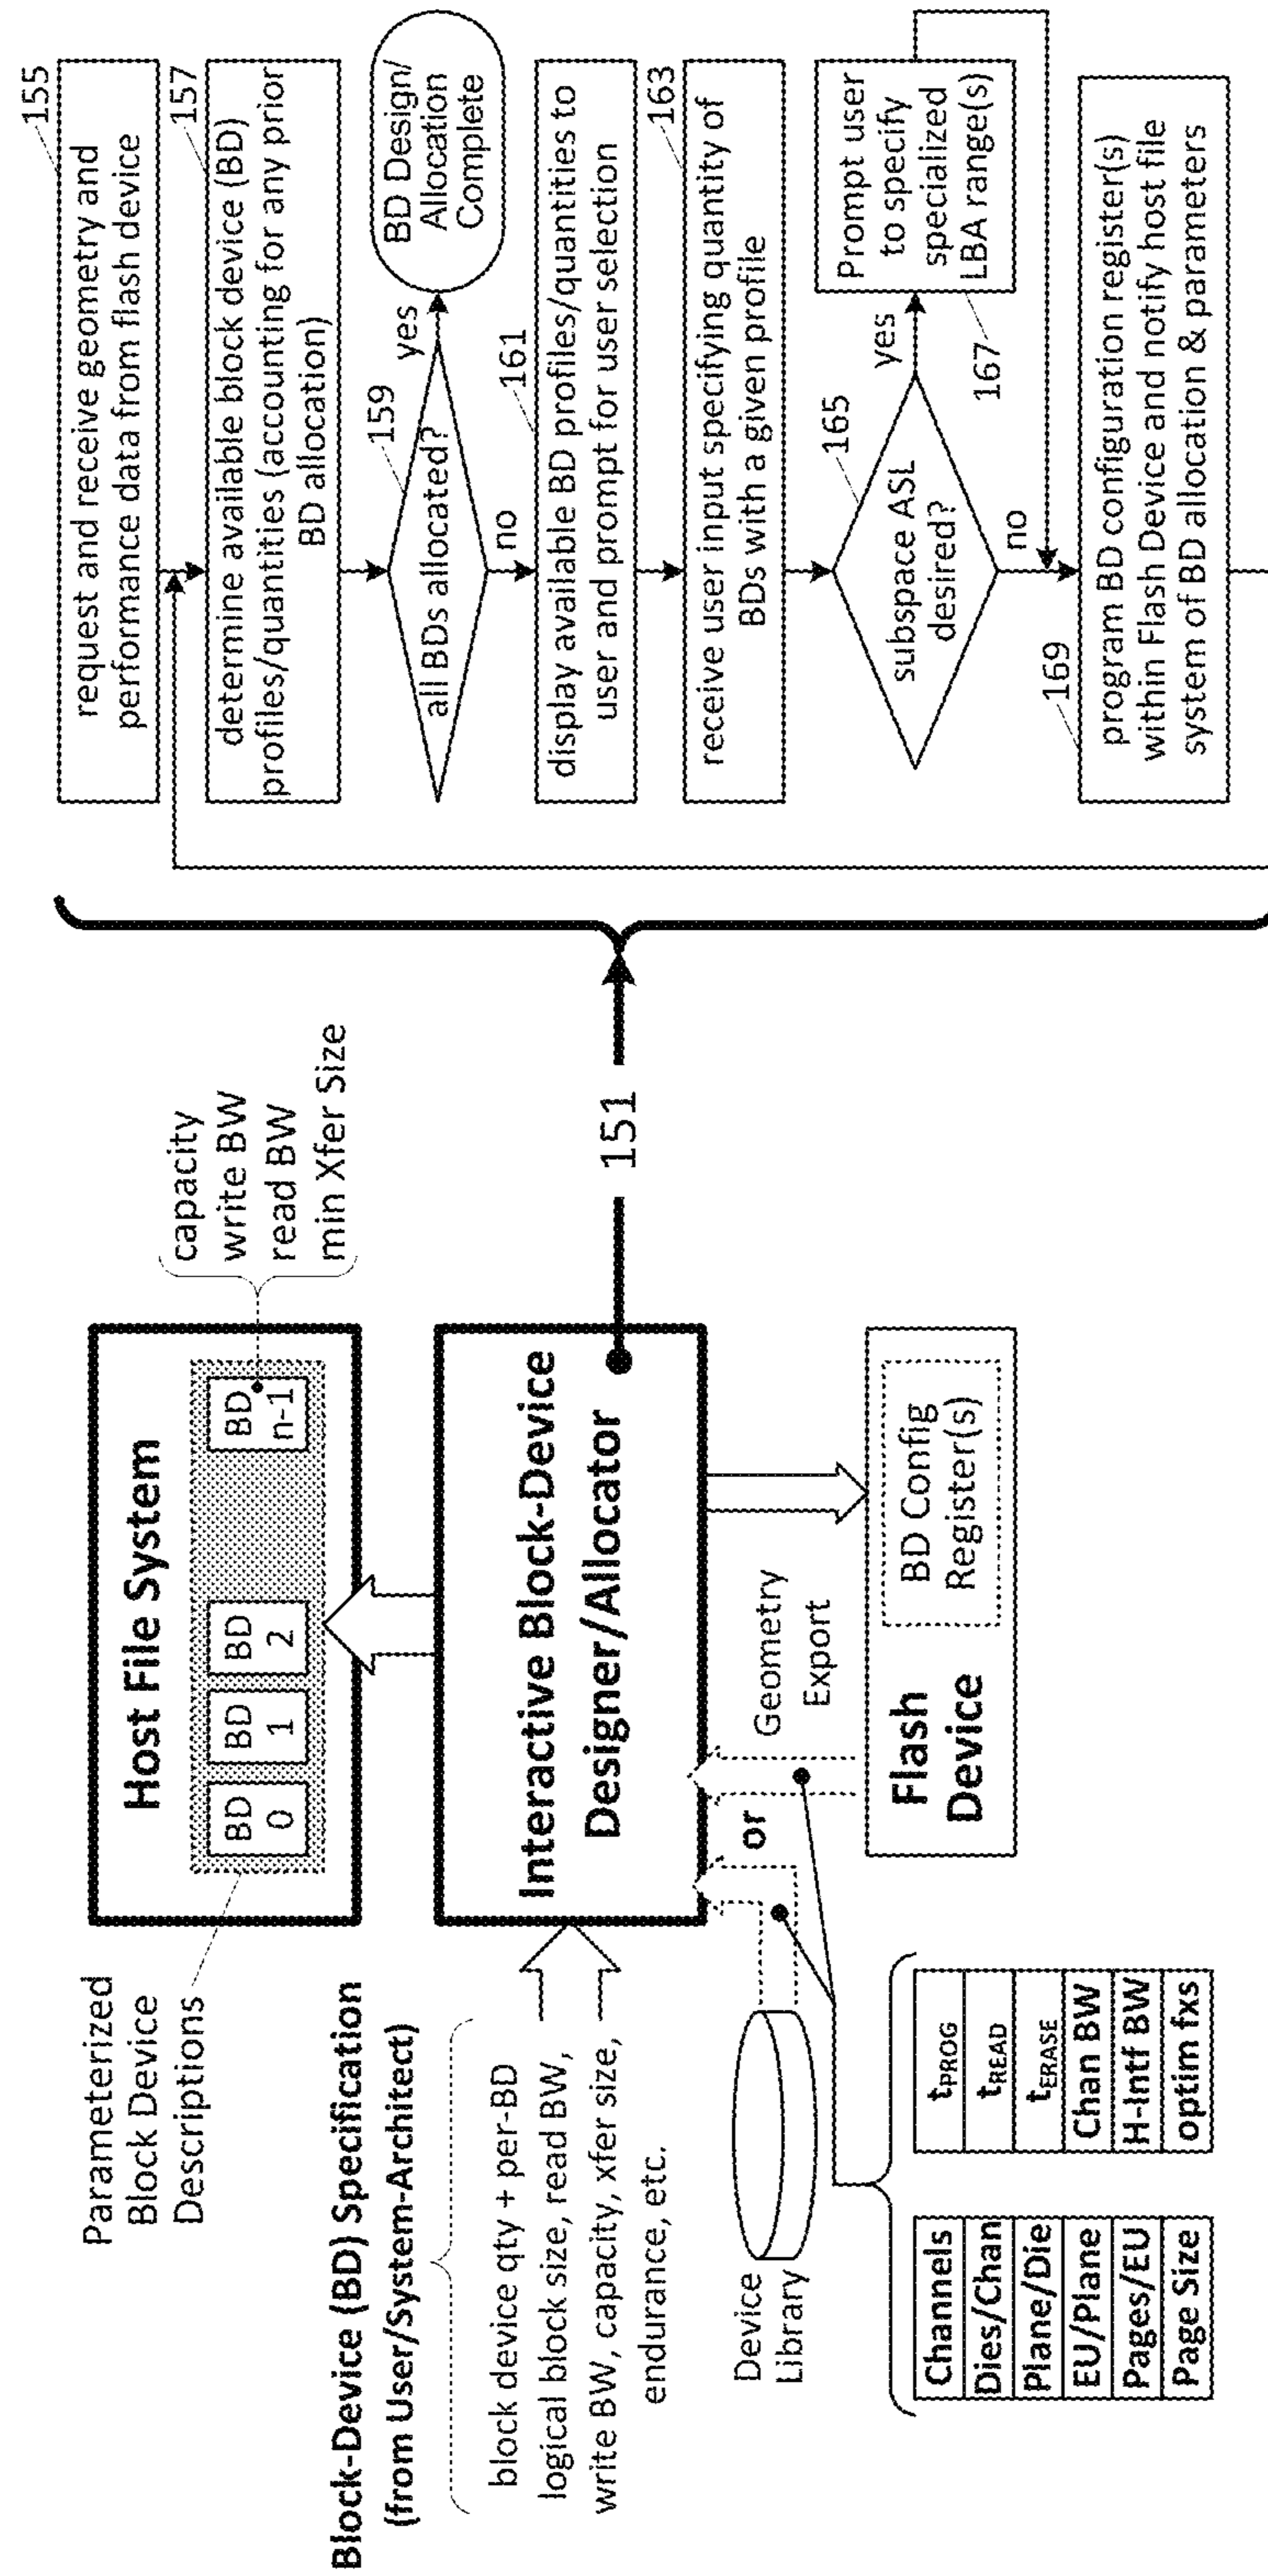 Parameterized
Block Device
Descriptions
Host File System
BD
0
BD
1
BD
2
BD
n-1
capacity
write BW
read BW
min Xfer Size
Block-Device (BD) Specification
(from User/System-Architect)
block device qty + per-BD
logical block size, read BW,
write BW, capacity, xfer size,
endurance, etc.
Interactive Block-Device
Designer/Allocator
151
Device
Library
or
Geometry
Export
Flash
Device
BD Config
Register(s)
Channels
Dies/Chan
Plane/Die
EU/Plane
Pages/EU
Page Size
tPROG
tREAD
tERASE
Chan BW
H-Intf BW
optim fxs
155
request and receive geometry and
performance data from flash device
157
determine available block device (BD)
profiles/quantities (accounting for any prior
BD allocation)
159
all BDs allocated?
yes
BD Design/
Allocation
Complete
no
161
display available BD profiles/quantities to
user and prompt for user selection
163
receive user input specifying quantity of
BDs with a given profile
165
subspace ASL
desired?
yes
Prompt user
to specify
specialized
LBA range(s)
167
no
169
program BD configuration register(s)
within Flash Device and notify host file
system of BD allocation & parameters